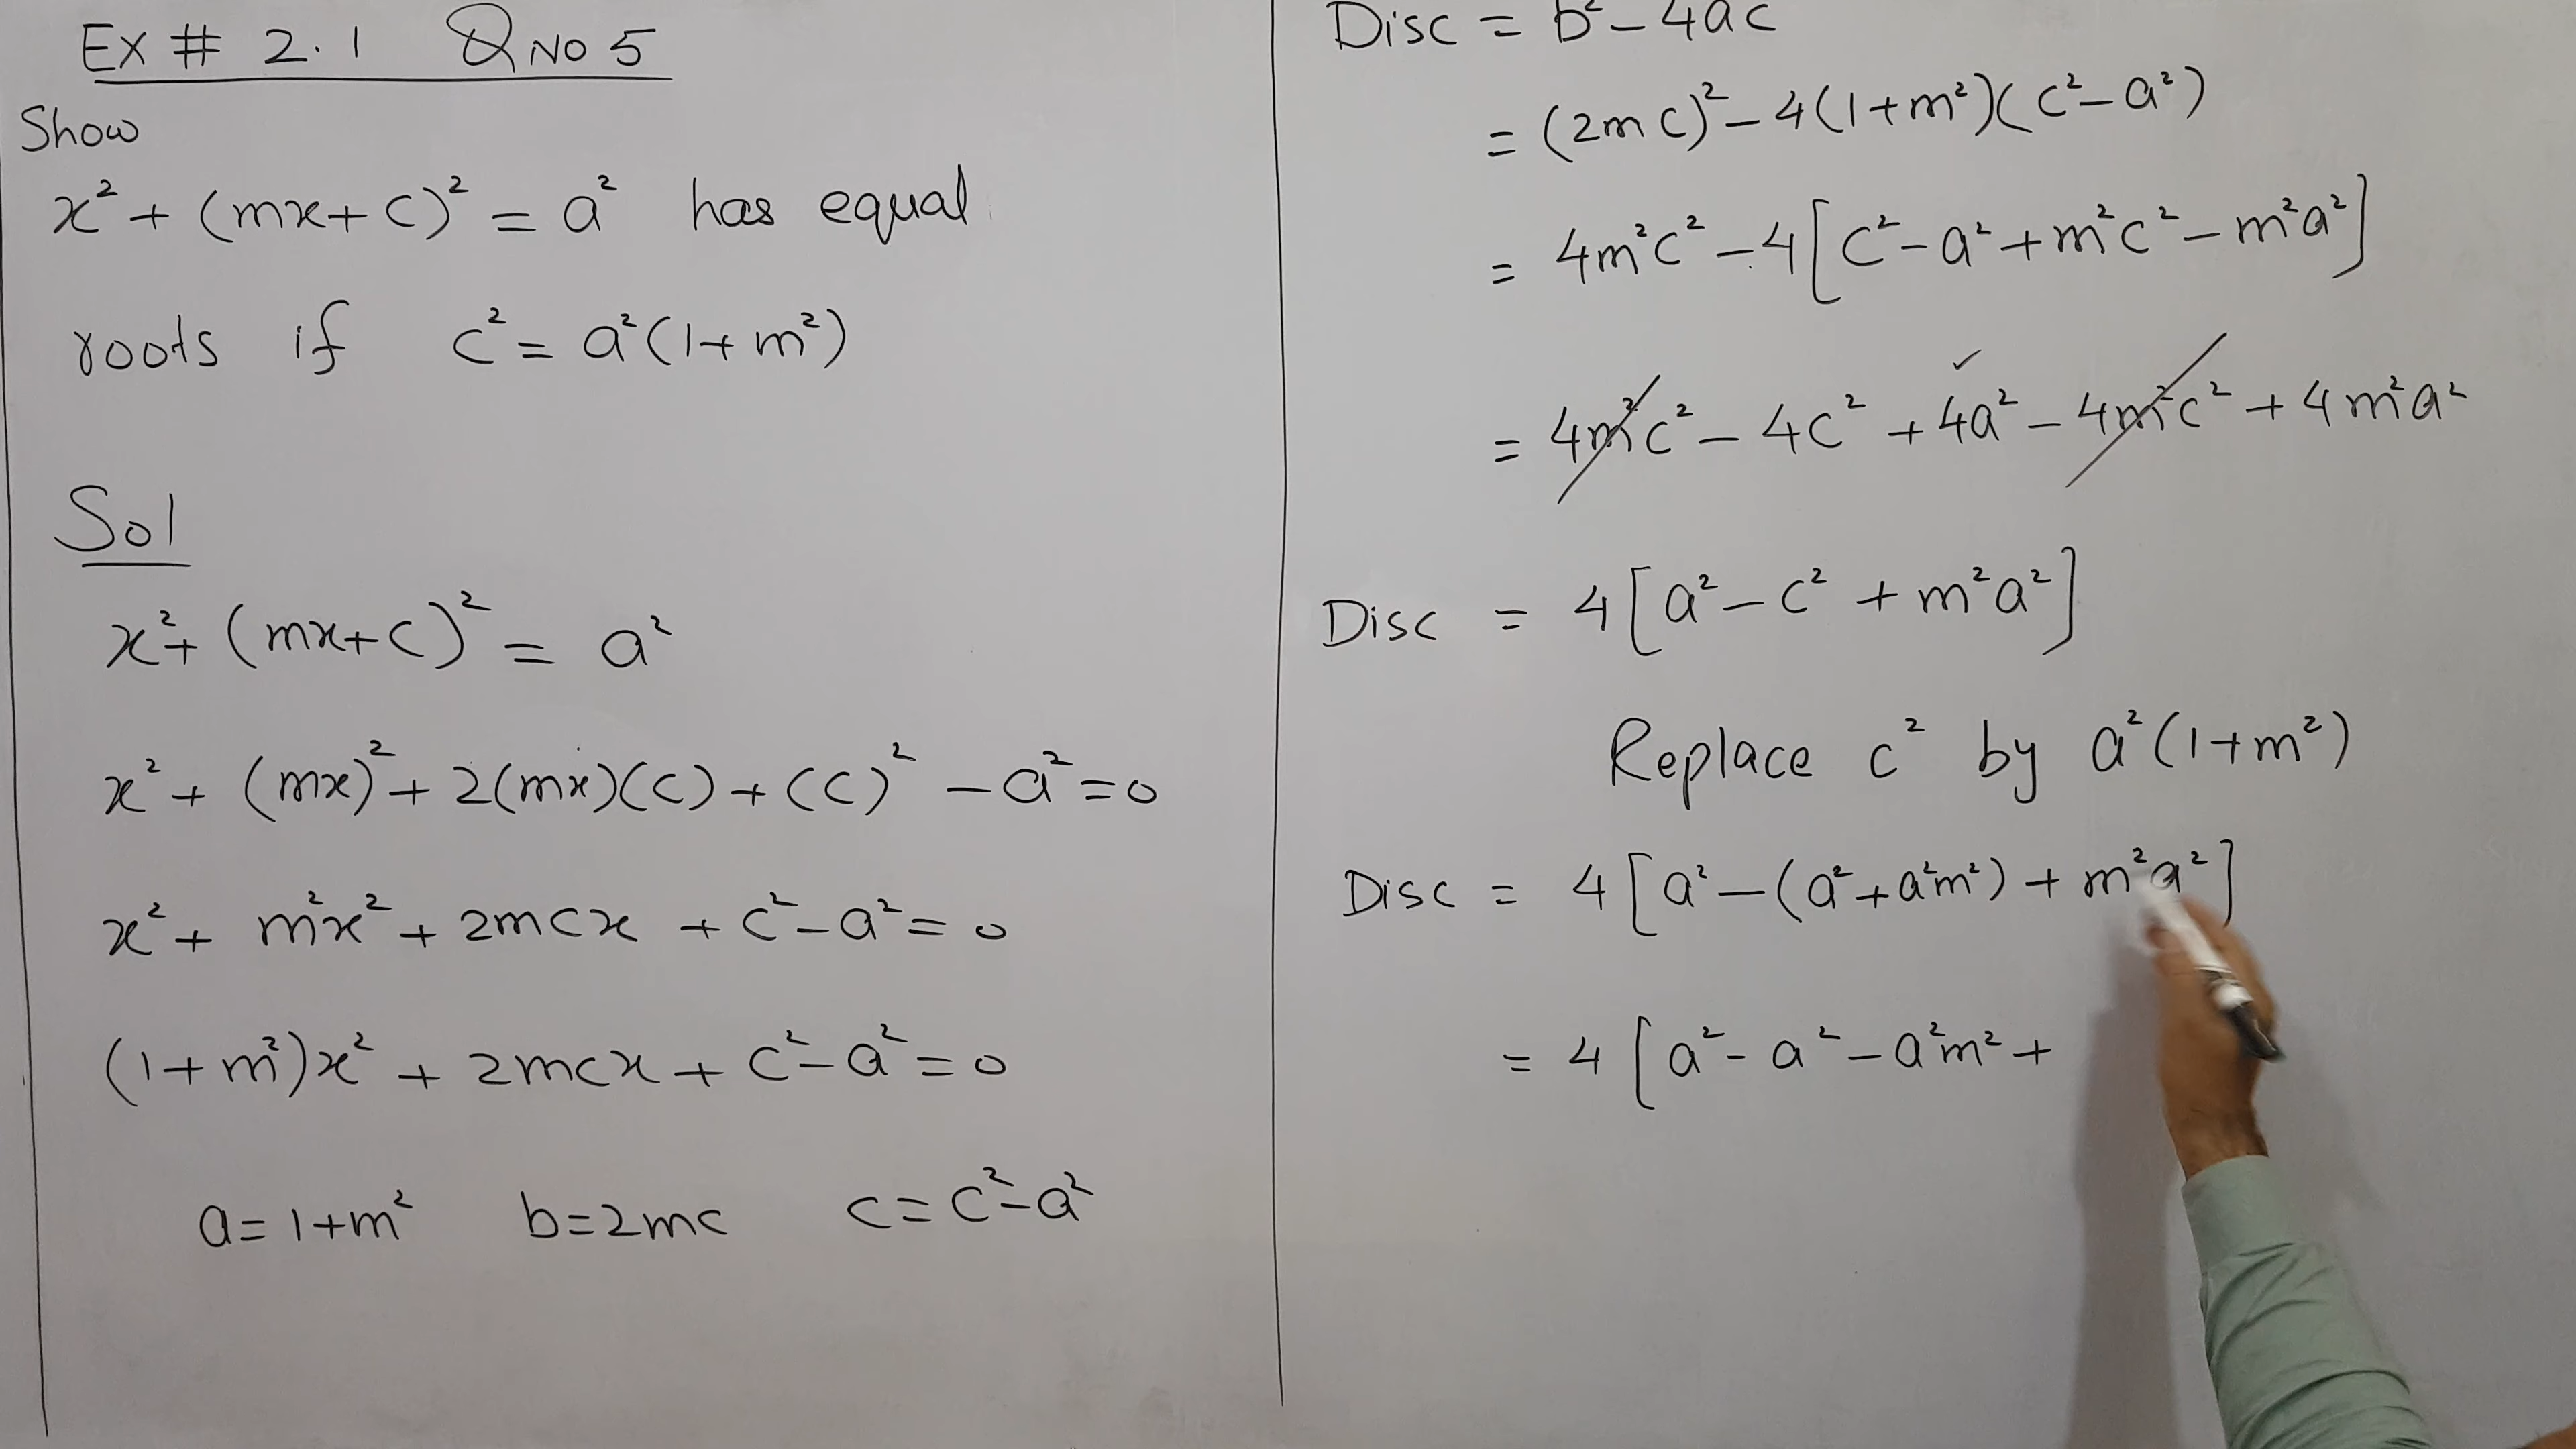 Ex # 2.1 Q No 5
Show
x² + (mx+c)² = a² has equal
roots if c² = a²(1+m²)
Sol
x² + (mx+c)² = a²
x² + (mx)² + 2(mx)(c) + (c)² - a² = 0
x² + m²x² + 2mcx + c² - a² = 0
(1+m²)x² + 2mcx + c² - a² = 0
a = 1+m² b = 2mc c = c² - a²
Disc = b² - 4ac
= (2mc)² - 4(1+m²)(c² - a²)
= 4m²c² - 4[c² - a² + m²c² - m²a²]
= 4m²c² - 4c² + 4a² - 4m²c² + 4m²a²
Disc = 4[a² - c² + m²a²]
Replace c² by a²(1+m²)
Disc = 4[a² - (a² + a²m²) + m²a²]
= 4[a² - a² - a²m² +